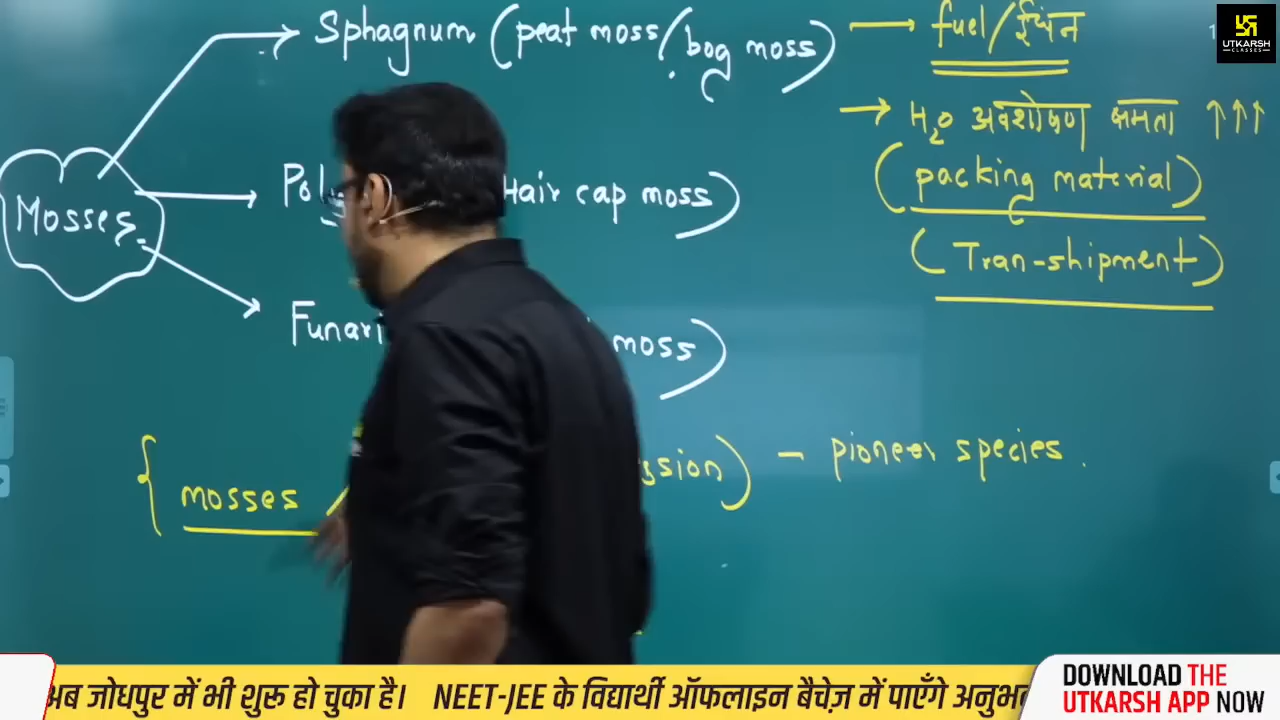 Sphagnum (peat moss/bog moss) → fuel/ईंधन
→ H2O अवशोषण क्षमता ↑↑↑
(packing material)
(Tran-shipment)
Mosses
Hair cap moss)
Funari
moss)
{ mosses
ssion) - pioneer species.
UTKARSH
CLASSES
अब जोधपुर में भी शुरू हो चुका है। NEET-JEE के विद्यार्थी ऑफलाइन बैचेज़ में पाएँगे
DOWNLOAD THE
UTKARSH APP NOW